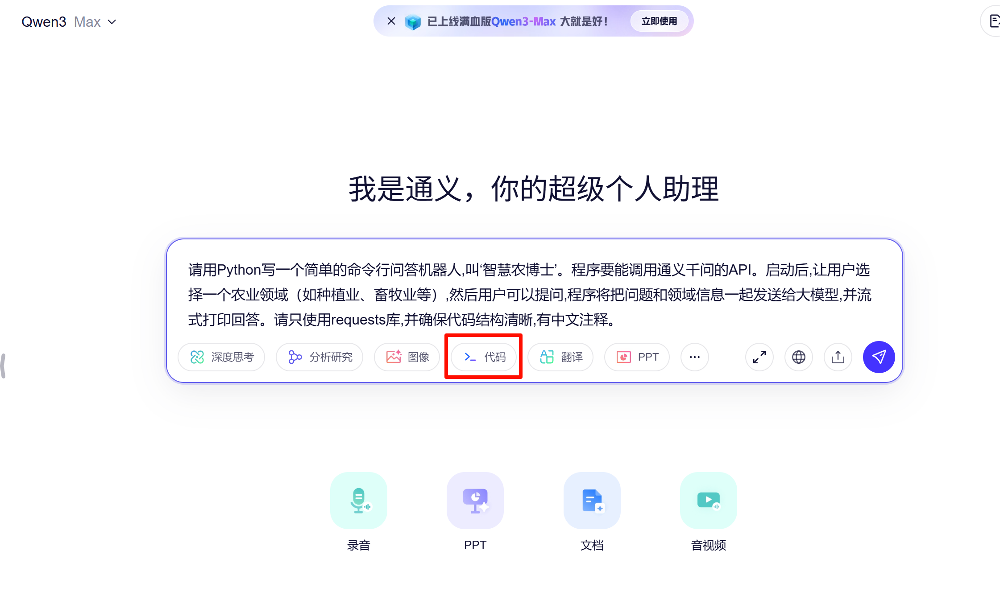 Qwen3 Max
已上线满血版Qwen3-Max 大就是好！
立即使用
我是通义，你的超级个人助理
请用Python写一个简单的命令行问答机器人,叫‘智慧农博士’。程序要能调用通义千问的API。启动后,让用户选
择一个农业领域（如种植业、畜牧业等）,然后用户可以提问,程序将把问题和领域信息一起发送给大模型,并流
式打印回答。请只使用requests库,并确保代码结构清晰,有中文注释。
深度思考
分析研究
图像
代码
翻译
PPT
录音
PPT
文档
音视频